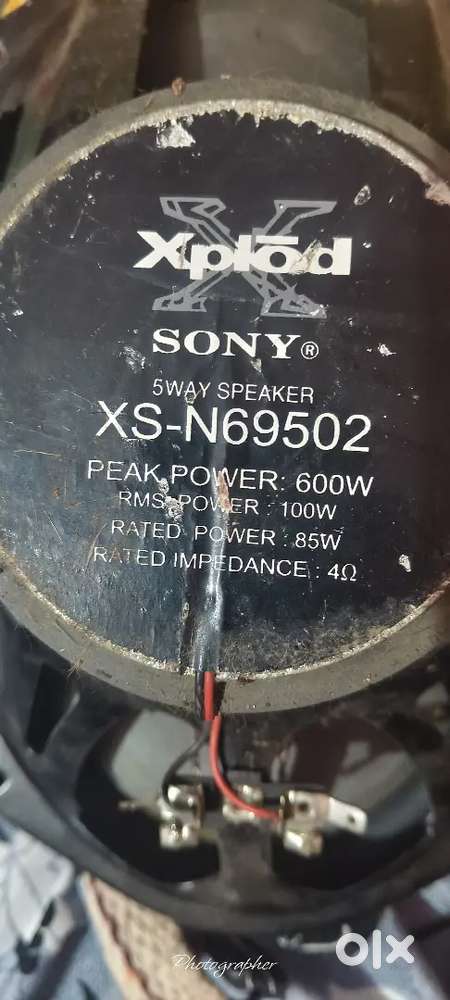 Xplōd
SONY®
5WAY SPEAKER
XS-N69502
PEAK POWER: 600W
RMS POWER : 100W
RATED POWER : 85W
RATED IMPEDANCE : 4Ω
Photographer
olx